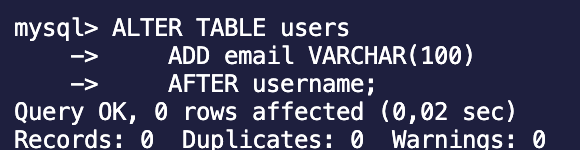 mysql> ALTER TABLE users
    ->     ADD email VARCHAR(100)
    ->     AFTER username;
Query OK, 0 rows affected (0,02 sec)
Records: 0  Duplicates: 0  Warnings: 0